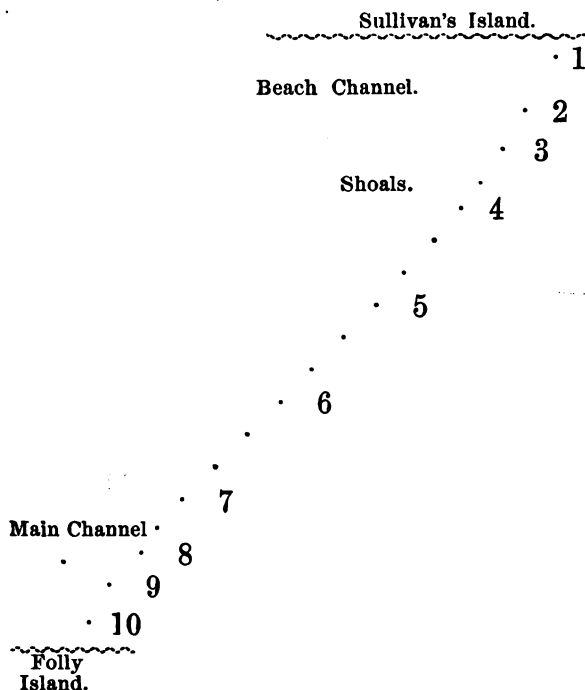 Sullivan's Island.
1
Beach Channel.
2
3
Shoals.
4
5
6
7
Main Channel
8
9
10
Folly
Island.